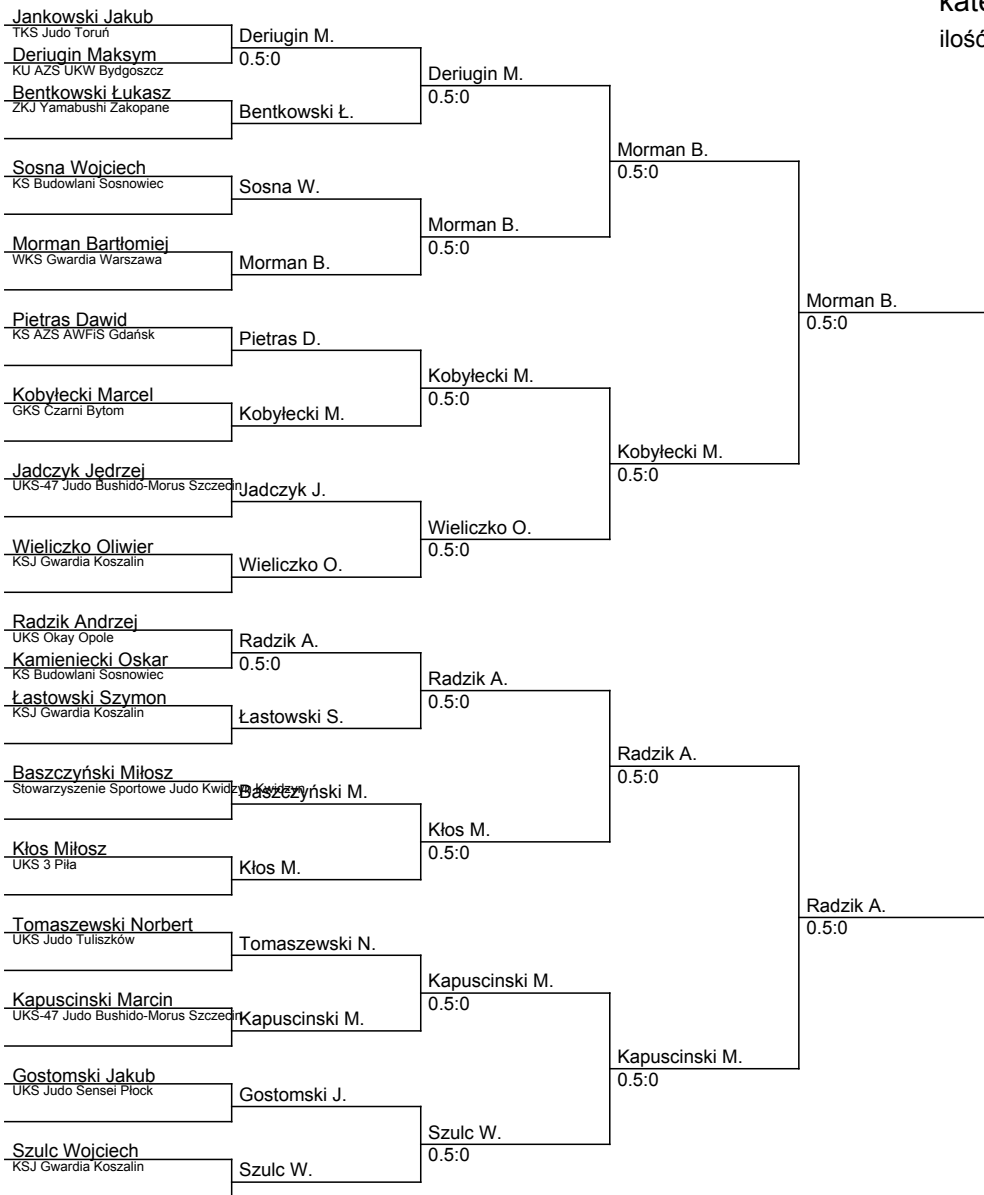 kate
ilość
Jankowski Jakub
TKS Judo Toruń
Deriugin M.
0.5:0
Deriugin Maksym
KU AZS UKW Bydgoszcz
Deriugin M.
0.5:0
Bentkowski Łukasz
ZKJ Yamabushi Zakopane
Bentkowski Ł.
Morman B.
0.5:0
Sosna Wojciech
KS Budowlani Sosnowiec
Sosna W.
Morman B.
0.5:0
Morman Bartłomiej
WKS Gwardia Warszawa
Morman B.
Morman B.
0.5:0
Pietras Dawid
KS AZS AWFiS Gdańsk
Pietras D.
Kobyłecki M.
0.5:0
Kobyłecki Marcel
GKS Czarni Bytom
Kobyłecki M.
Kobyłecki M.
0.5:0
Jadczyk Jędrzej
UKS-47 Judo Bushido-Morus Szczecin
Jadczyk J.
Wieliczko O.
0.5:0
Wieliczko Oliwier
KSJ Gwardia Koszalin
Wieliczko O.
Radzik Andrzej
UKS Okay Opole
Radzik A.
0.5:0
Kamieniecki Oskar
KS Budowlani Sosnowiec
Radzik A.
0.5:0
Łastowski Szymon
KSJ Gwardia Koszalin
Łastowski S.
Radzik A.
0.5:0
Baszczyński Miłosz
Stowarzyszenie Sportowe Judo Kwidzyn Kwidzyn
Baszczyński M.
Kłos M.
0.5:0
Kłos Miłosz
UKS 3 Piła
Kłos M.
Radzik A.
0.5:0
Tomaszewski Norbert
UKS Judo Tuliszków
Tomaszewski N.
Kapuscinski M.
0.5:0
Kapuscinski Marcin
UKS-47 Judo Bushido-Morus Szczecin
Kapuscinski M.
Kapuscinski M.
0.5:0
Gostomski Jakub
UKS Judo Sensei Płock
Gostomski J.
Szulc W.
0.5:0
Szulc Wojciech
KSJ Gwardia Koszalin
Szulc W.